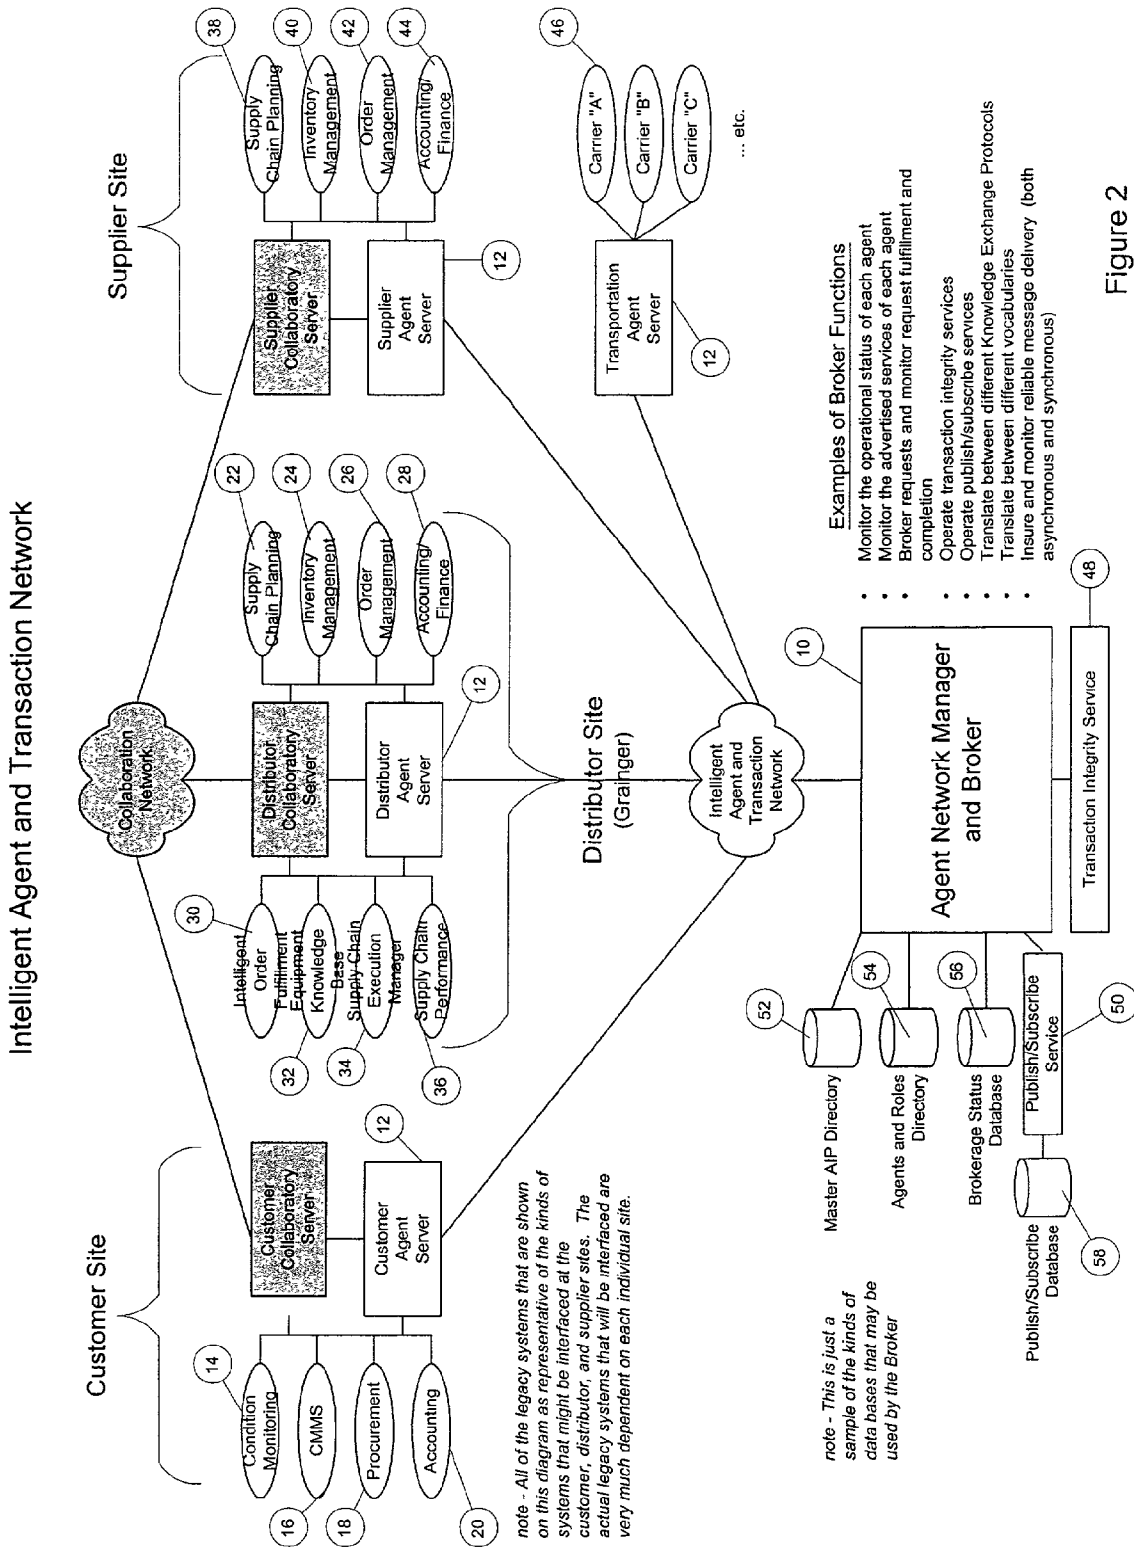 Intelligent Agent and Transaction Network
Customer Site
Supplier Site
Collaboration
Network
14
Condition
Monitoring
CMMS
16
Procurement
18
Accounting
20
Customer
Collaboratory
Server
Customer
Agent
Server
12
30
Intelligent
Order
Fulfillment
Equipment
Knowledge
Base
32
Supply Chain
Execution
Manager
34
Supply Chain
Performance
36
Distributor
Collaboratory
Server
Distributor
Agent
Server
12
Supply
Chain Planning
22
Inventory
Management
24
Order
Management
26
Accounting/
Finance
28
Supplier
Collaboratory
Server
Supplier
Agent
Server
12
Supply
Chain Planning
38
Inventory
Management
40
Order
Management
42
Accounting/
Finance
44
note - All of the legacy systems that are shown
on this diagram as representative of the kinds of
systems that might be interfaced at the
customer, distributor, and supplier sites. The
actual legacy systems that will be interfaced are
very much dependent on each individual site.
Distributor Site
(Grainger)
Transportation
Agent
Server
12
46
Carrier "A"
Carrier "B"
Carrier "C"
... etc.
Intelligent
Agent and
Transaction
Network
10
Agent Network Manager
and Broker
Transaction Integrity Service
48
52
Master AIP Directory
54
Agents and Roles
Directory
56
Brokerage Status
Database
Publish/Subscribe
Service
50
Publish/Subscribe
Database
58
note - This is just a
sample of the kinds of
data bases that may be
used by the Broker
Examples of Broker Functions
• Monitor the operational status of each agent
• Monitor the advertised services of each agent
• Broker requests and monitor request fulfillment and
completion
• Operate transaction integrity services
• Operate publish/subscribe services
• Translate between different Knowledge Exchange Protocols
• Translate between different vocabularies
• Insure and monitor reliable message delivery (both
asynchronous and synchronous)
Figure 2